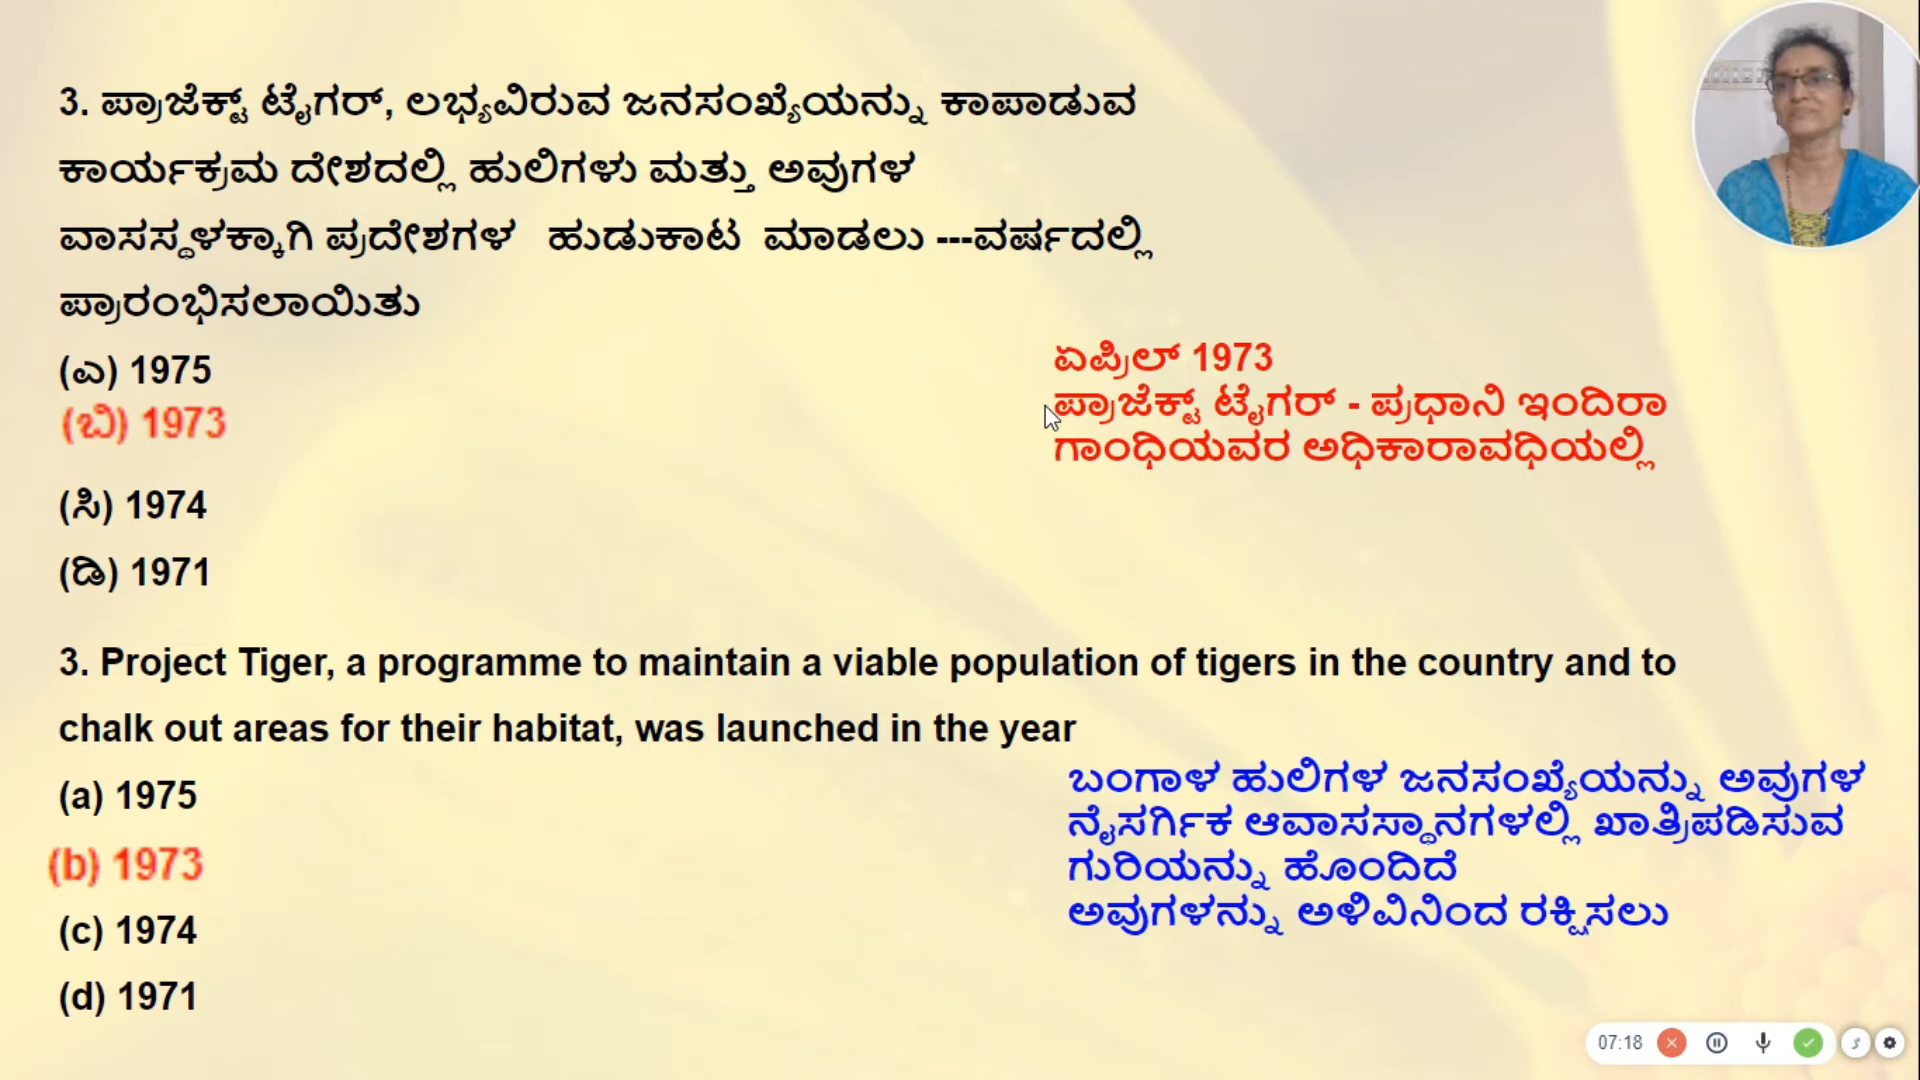 3. ಪ್ರಾಜೆಕ್ಟ್ ಟೈಗರ್, ಲಭ್ಯವಿರುವ ಜನಸಂಖ್ಯೆಯನ್ನು ಕಾಪಾಡುವ
ಕಾರ್ಯಕ್ರಮ ದೇಶದಲ್ಲಿ ಹುಲಿಗಳು ಮತ್ತು ಅವುಗಳ
ವಾಸಸ್ಥಳಕ್ಕಾಗಿ ಪ್ರದೇಶಗಳ ಹುಡುಕಾಟ ಮಾಡಲು ---ವರ್ಷದಲ್ಲಿ
ಪ್ರಾರಂಭಿಸಲಾಯಿತು
(ಎ) 1975
(ಬಿ) 1973
(ಸಿ) 1974
(ಡಿ) 1971
ಏಪ್ರಿಲ್ 1973
ಪ್ರಾಜೆಕ್ಟ್ ಟೈಗರ್ - ಪ್ರಧಾನಿ ಇಂದಿರಾ
ಗಾಂಧಿಯವರ ಅಧಿಕಾರಾವಧಿಯಲ್ಲಿ
3. Project Tiger, a programme to maintain a viable population of tigers in the country and to
chalk out areas for their habitat, was launched in the year
(a) 1975
(b) 1973
(c) 1974
(d) 1971
ಬಂಗಾಳ ಹುಲಿಗಳ ಜನಸಂಖ್ಯೆಯನ್ನು ಅವುಗಳ
ನೈಸರ್ಗಿಕ ಆವಾಸಸ್ಥಾನಗಳಲ್ಲಿ ಖಾತ್ರಿಪಡಿಸುವ
ಗುರಿಯನ್ನು ಹೊಂದಿದೆ
ಅವುಗಳನ್ನು ಅಳಿವಿನಿಂದ ರಕ್ಷಿಸಲು
07:18